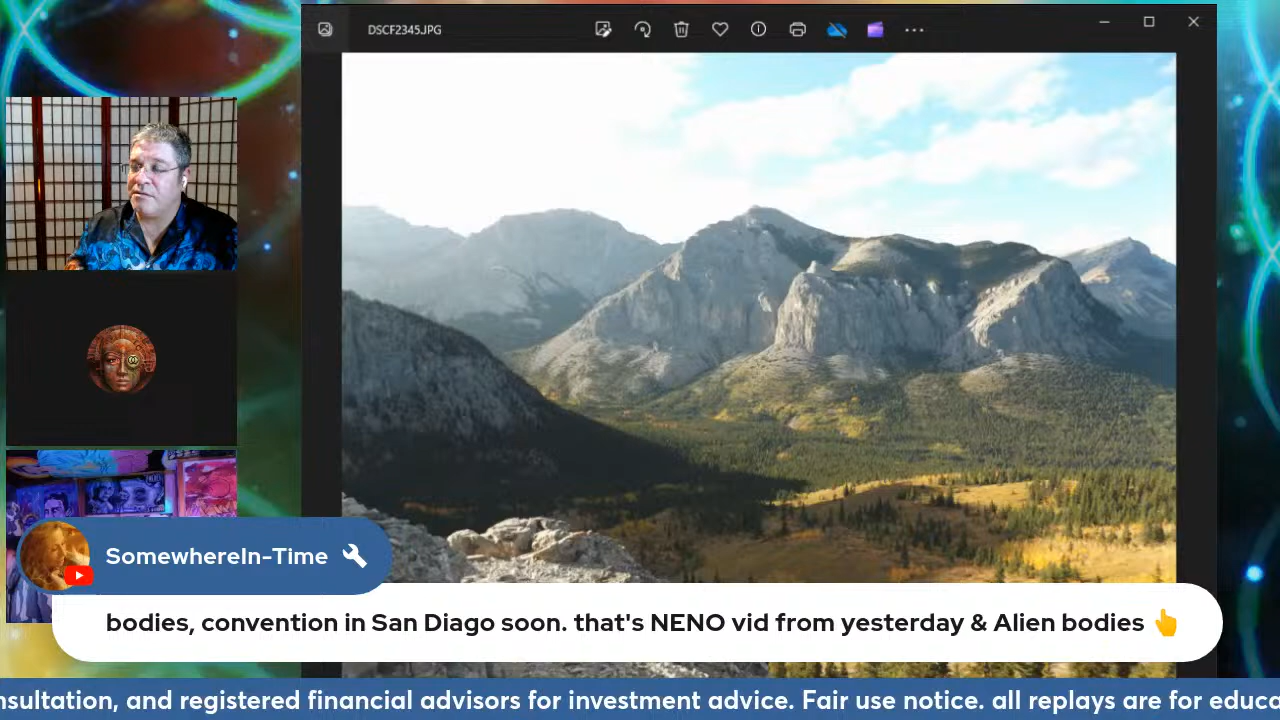 DSCF2345.JPG
SomewhereIn-Time
bodies, convention in San Diago soon. that's NENO vid from yesterday & Alien bodies 👆
nsultation, and registered financial advisors for investment advice. Fair use notice. all replays are for educa